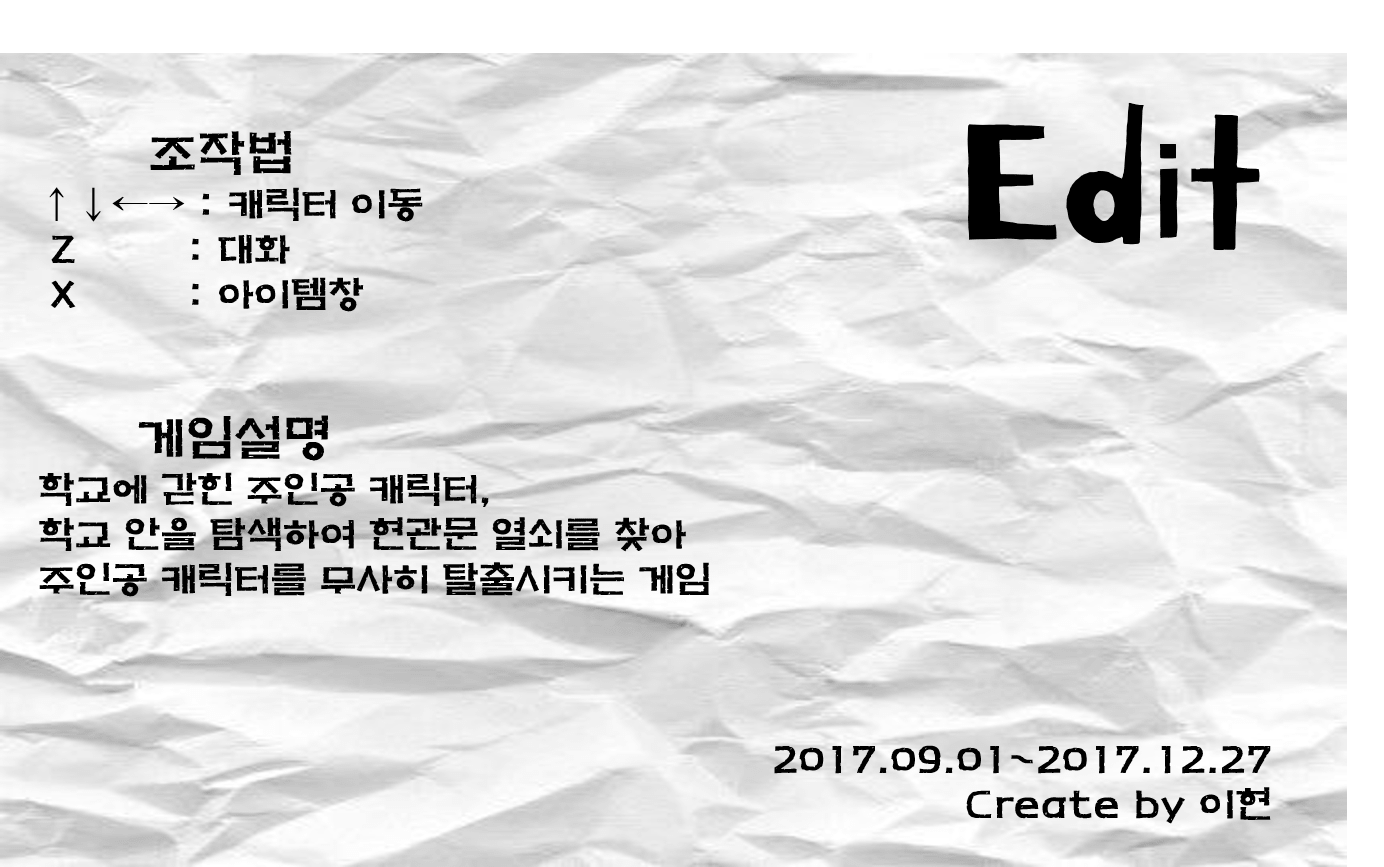 Edit
조작법
↑ ↓ ←→ : 캐릭터 이동
Z : 대화
X : 아이템창
게임설명
학교에 갇힌 주인공 캐릭터,
학교 안을 탐색하여 현관문 열쇠를 찾아
주인공 캐릭터를 무사히 탈출시키는 게임
2017.09.01~2017.12.27
Create by 이현